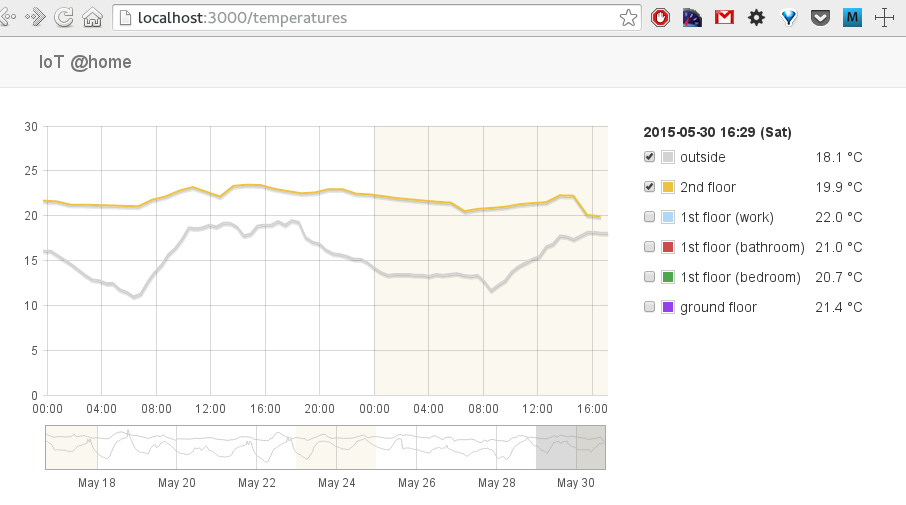 localhost:3000/temperatures
M
IoT @home
30
25
20
15
10
5
0
00:00 04:00 08:00 12:00 16:00 20:00 00:00 04:00 08:00 12:00 16:00
May 18 May 20 May 22 May 24 May 26 May 28 May 30
2015-05-30 16:29 (Sat)
outside 18.1 °C
2nd floor 19.9 °C
1st floor (work) 22.0 °C
1st floor (bathroom) 21.0 °C
1st floor (bedroom) 20.7 °C
ground floor 21.4 °C